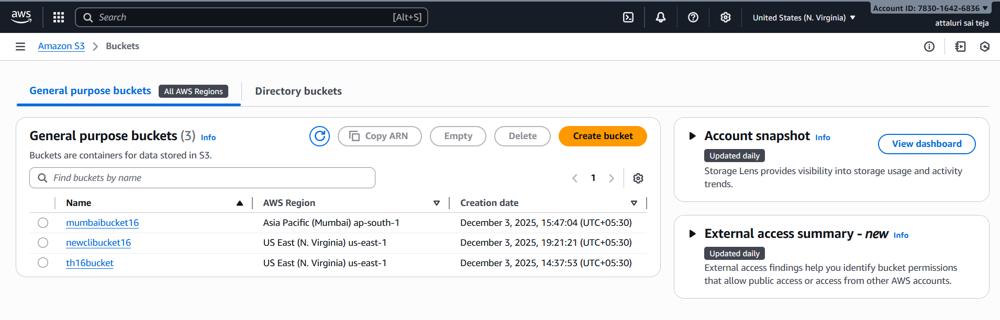 aws
Search [Alt+S]
United States (N. Virginia) ▼
Account ID: 7830-1642-6836 ▼
attaluri sai teja
Amazon S3 > Buckets
General purpose buckets All AWS Regions Directory buckets
General purpose buckets (3) Info
Copy ARN Empty Delete Create bucket
Buckets are containers for data stored in S3.
Find buckets by name
1
Name AWS Region Creation date
mumbaibucket16 Asia Pacific (Mumbai) ap-south-1 December 3, 2025, 15:47:04 (UTC+05:30)
newclibucket16 US East (N. Virginia) us-east-1 December 3, 2025, 19:21:21 (UTC+05:30)
th16bucket US East (N. Virginia) us-east-1 December 3, 2025, 14:37:53 (UTC+05:30)
Account snapshot Info
View dashboard
Updated daily
Storage Lens provides visibility into storage usage and activity
trends.
External access summary - new Info
Updated daily
External access findings help you identify bucket permissions
that allow public access or access from other AWS accounts.